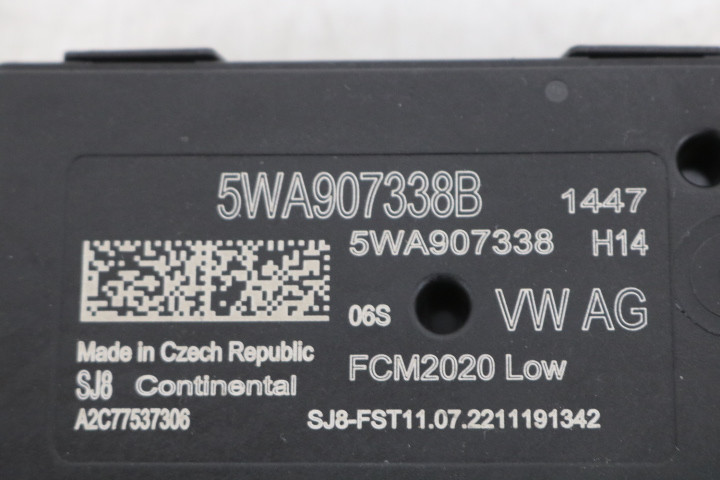 5WA907338B 1447
5WA907338 H14
06S VW AG
Made in Czech Republic
FCM2020 Low
SJ8 Continental
A2C77537306 SJ8-FST11.07.2211191342